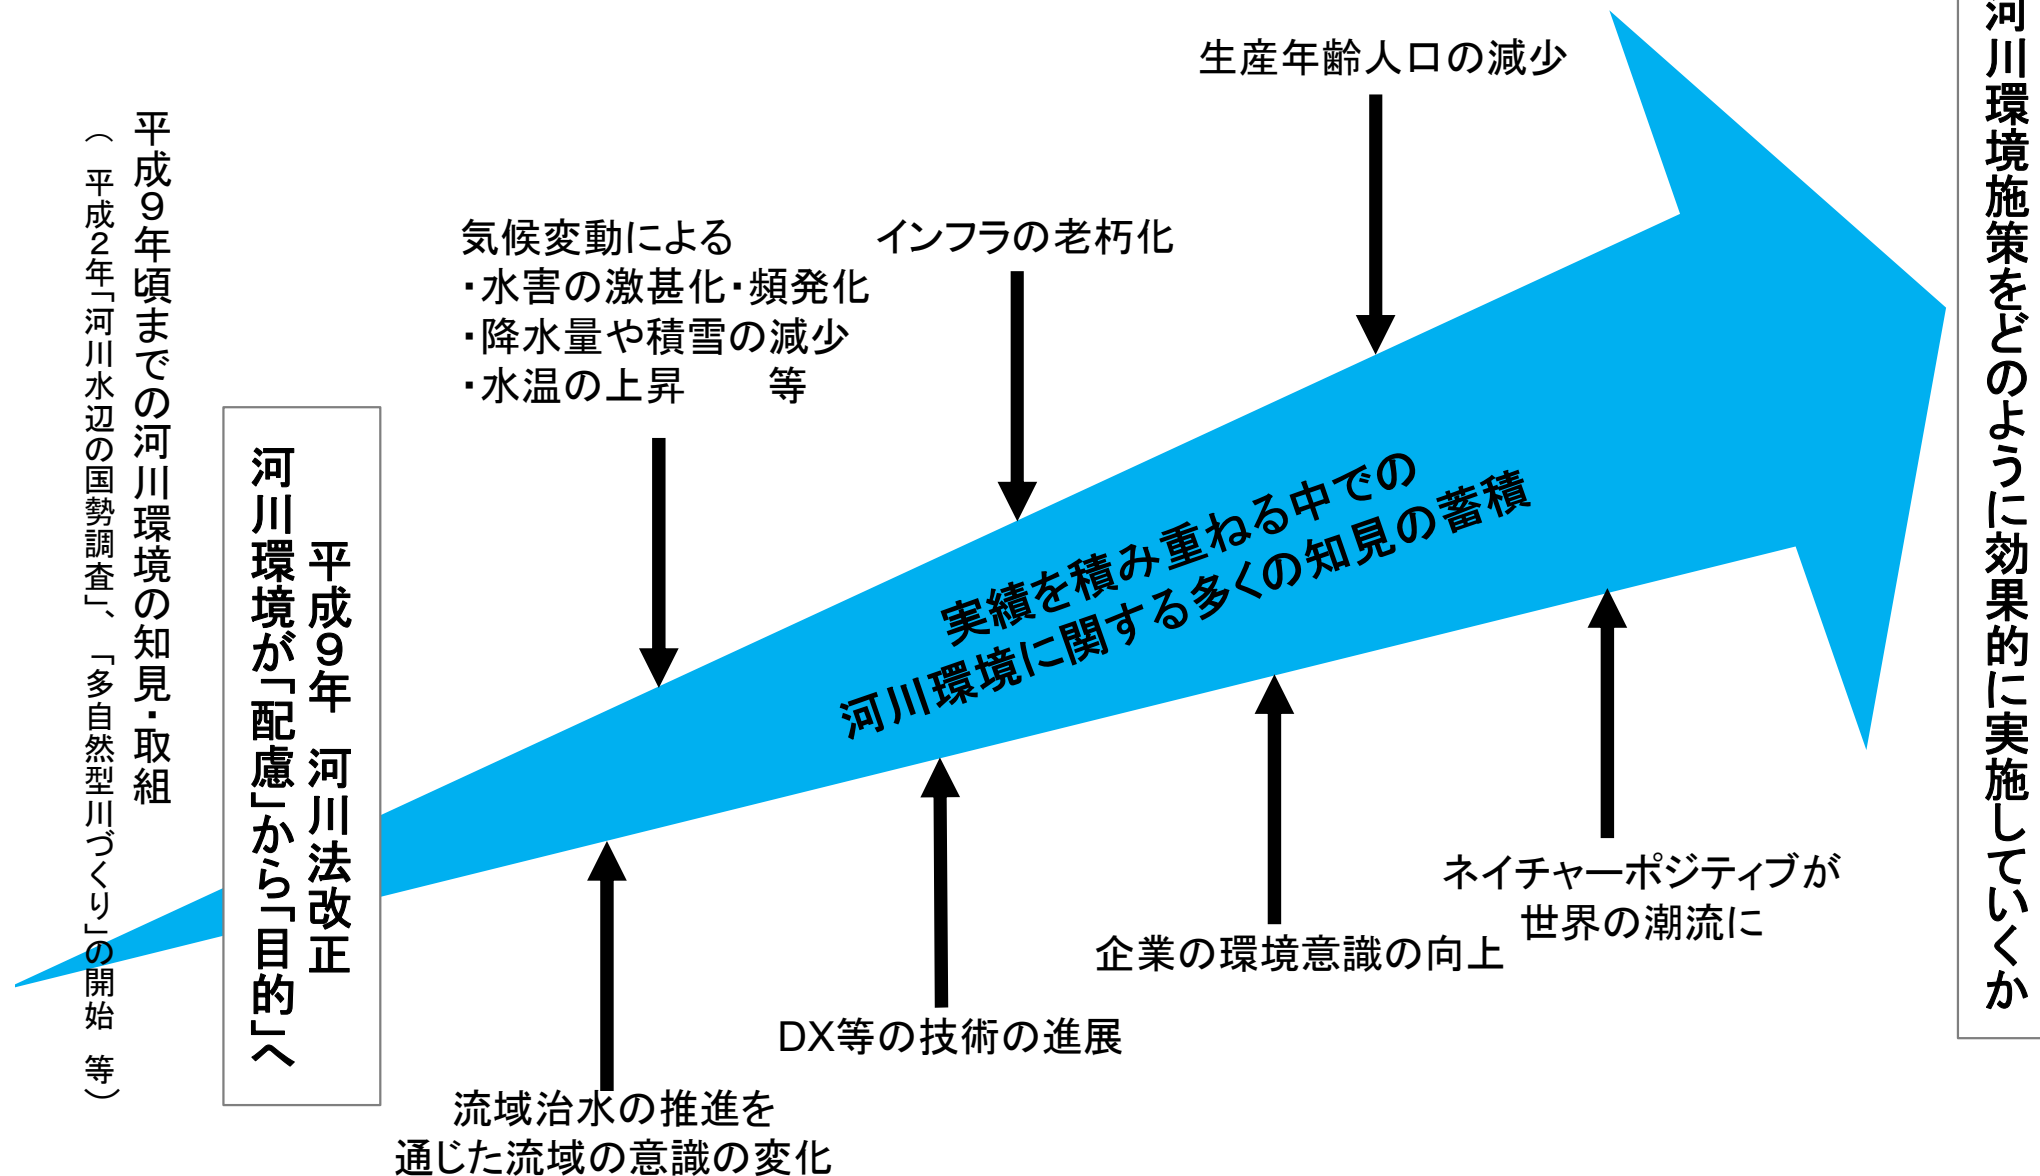 平成９年頃までの河川環境の知見・取組
（　平成２年「河川水辺の国勢調査」、「多自然型川づくり」の開始　等）
平成９年　河川法改正
河川環境が「配慮」から「目的」へ
気候変動による
・水害の激甚化・頻発化
・降水量や積雪の減少
・水温の上昇　　等
インフラの老朽化
生産年齢人口の減少
実績を積み重ねる中での
河川環境に関する多くの知見の蓄積
流域治水の推進を
通じた流域の意識の変化
DX等の技術の進展
企業の環境意識の向上
ネイチャーポジティブが
世界の潮流に
河川環境施策をどのように効果的に実施していくか